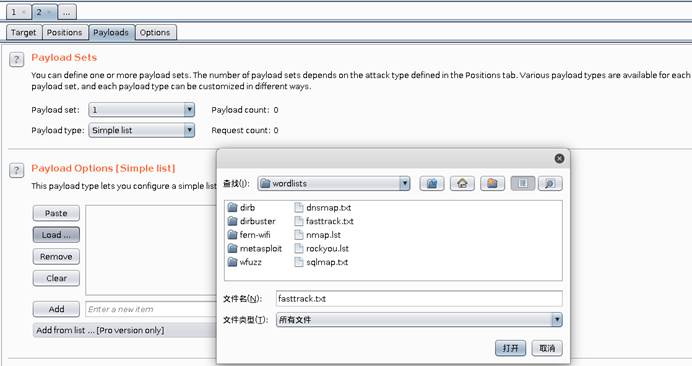 1 × 2 × ...
Target Positions Payloads Options
? Payload Sets
You can define one or more payload sets. The number of payload sets depends on the attack type defined in the Positions tab. Various payload types are available for each
payload set, and each payload type can be customized in different ways.
Payload set: 1 Payload count: 0
Payload type: Simple list Request count: 0
? Payload Options [Simple list]
This payload type lets you configure a simple list
Paste
Load ...
Remove
Clear
Add Enter a new item
Add from list ... [Pro version only]
查找(I): wordlists
dirb dnsmap.txt
dirbuster fasttrack.txt
fern-wifi nmap.lst
metasploit rockyou.lst
wfuzz sqlmap.txt
文件名(N): fasttrack.txt
文件类型(T): 所有文件
打开 取消